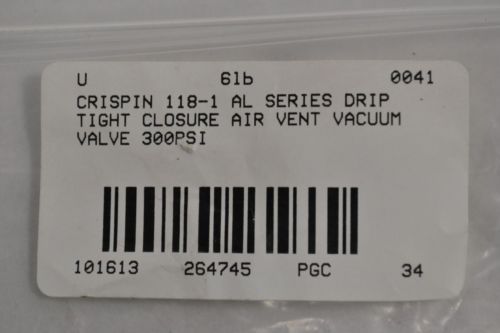 U 6lb 0041
CRISPIN 118-1 AL SERIES DRIP
TIGHT CLOSURE AIR VENT VACUUM
VALVE 300PSI
101613 264745 PGC 34